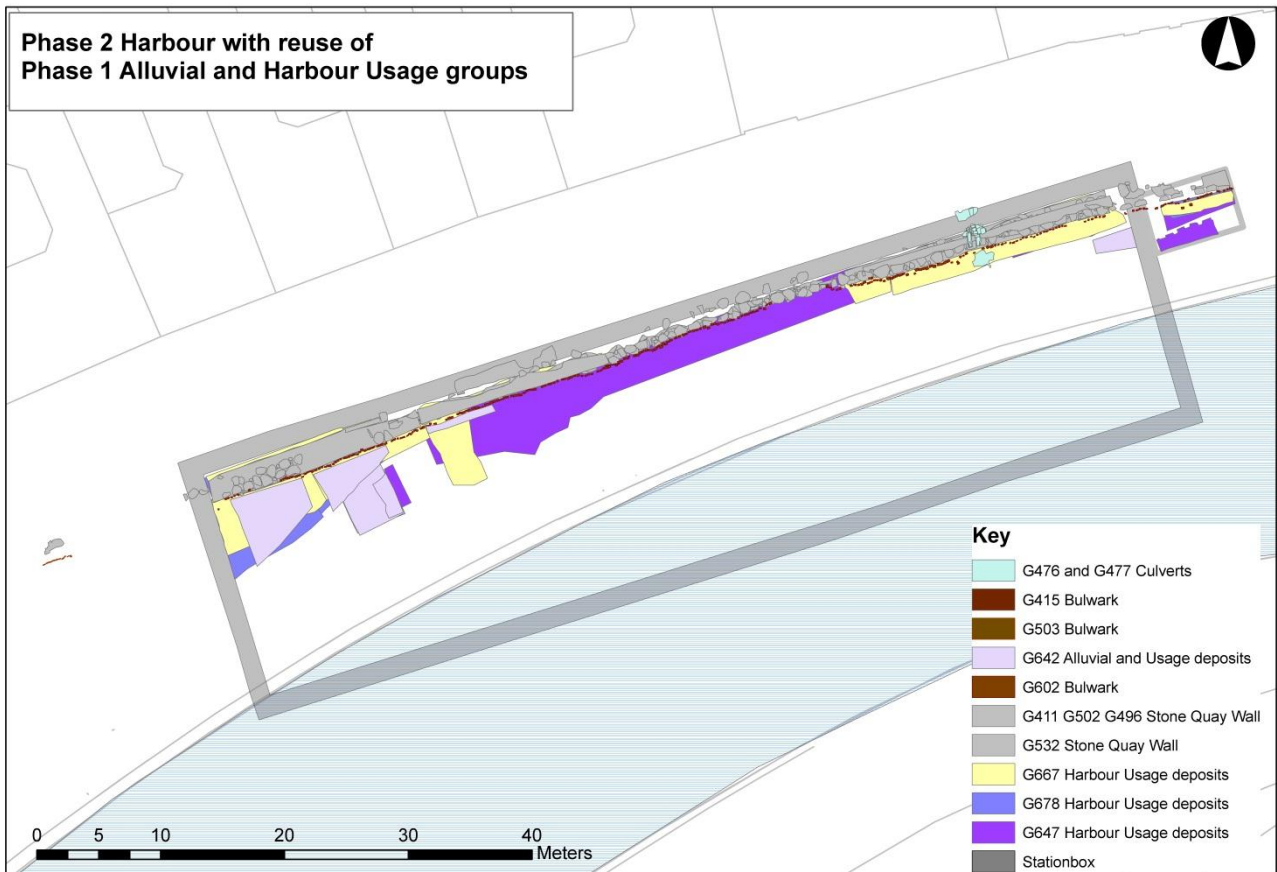 Phase 2 Harbour with reuse of
Phase 1 Alluvial and Harbour Usage groups
Key
G476 and G477 Culverts
G415 Bulwark
G503 Bulwark
G642 Alluvial and Usage deposits
G602 Bulwark
G411 G502 G496 Stone Quay Wall
G532 Stone Quay Wall
G667 Harbour Usage deposits
G678 Harbour Usage deposits
G647 Harbour Usage deposits
Stationbox
0 5 10 20 30 40
Meters